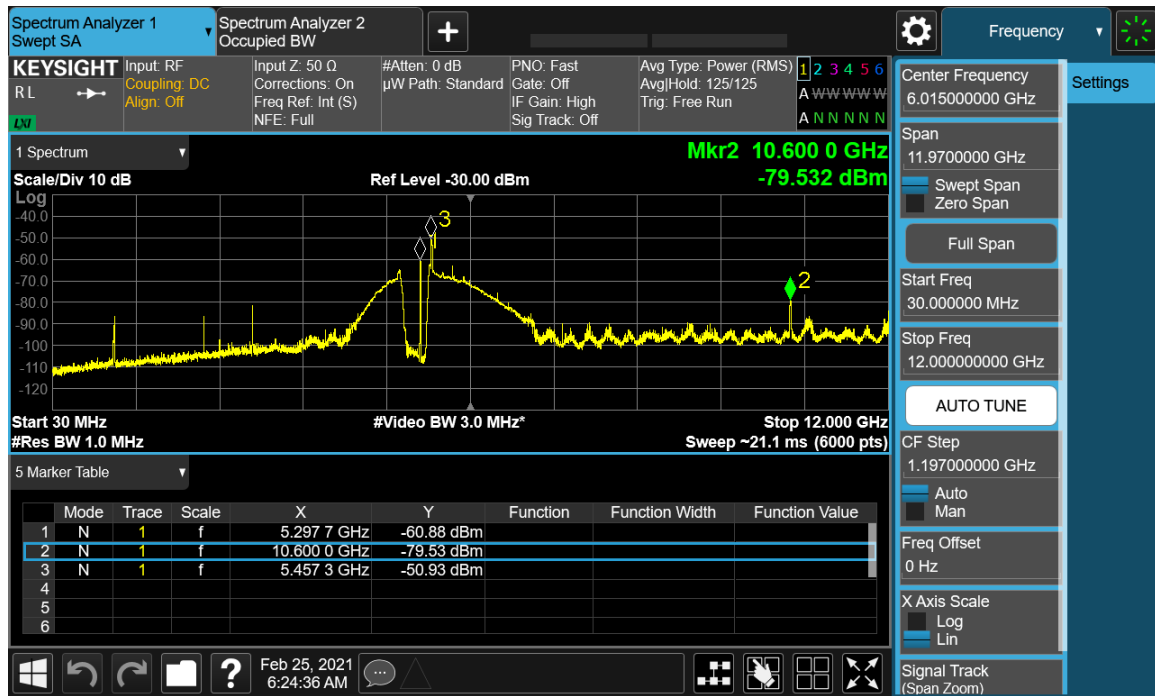 Spectrum Analyzer 1
Swept SA
Spectrum Analyzer 2
Occupied BW
+
Frequency
KEYSIGHT
R L
LXI
Input: RF
Coupling: DC
Align: Off
Input Z: 50 Ω
Corrections: On
Freq Ref: Int (S)
NFE: Full
#Atten: 0 dB
µW Path: Standard
PNO: Fast
Gate: Off
IF Gain: High
Sig Track: Off
Avg Type: Power (RMS)
Avg|Hold: 125/125
Trig: Free Run
1 2 3 4 5 6
A W W W W W
A N N N N N
1 Spectrum
Mkr2 10.600 0 GHz
-79.532 dBm
Scale/Div 10 dB
Ref Level -30.00 dBm
Log
-40.0
-50.0
-60.0
-70.0
-80.0
-90.0
-100
-110
-120
3
2
Start 30 MHz
#Video BW 3.0 MHz*
Stop 12.000 GHz
#Res BW 1.0 MHz
Sweep ~21.1 ms (6000 pts)
5 Marker Table
Mode Trace Scale X Y Function Function Width Function Value
1 N 1 f 5.297 7 GHz -60.88 dBm
2 N 1 f 10.600 0 GHz -79.53 dBm
3 N 1 f 5.457 3 GHz -50.93 dBm
4
5
6
?
Feb 25, 2021
6:24:36 AM
Center Frequency
6.015000000 GHz
Settings
Span
11.9700000 GHz
Swept Span
Zero Span
Full Span
Start Freq
30.000000 MHz
Stop Freq
12.000000000 GHz
AUTO TUNE
CF Step
1.197000000 GHz
Auto
Man
Freq Offset
0 Hz
X Axis Scale
Log
Lin
Signal Track
(Span Zoom)